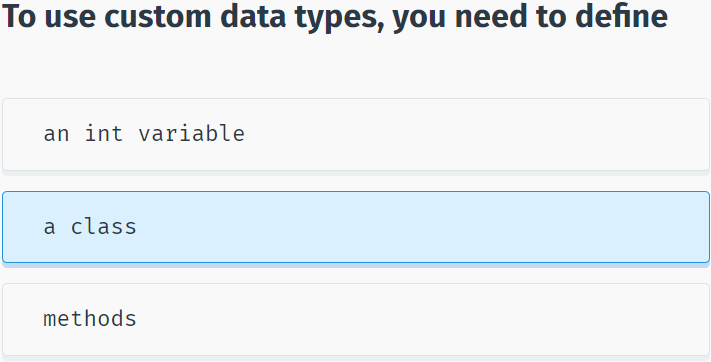 To use custom data types, you need to define
an int variable
a class
methods